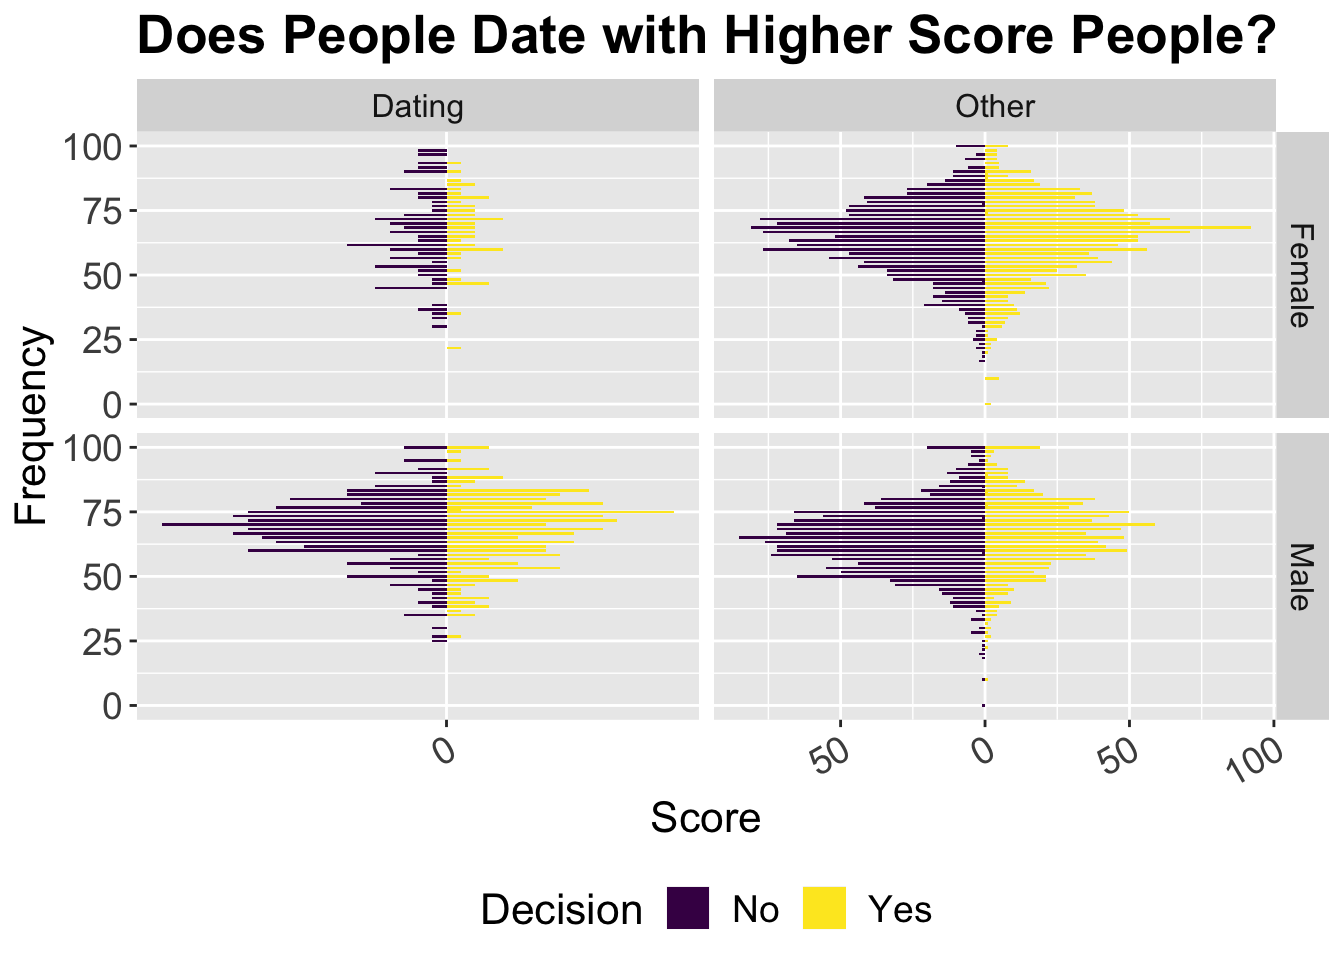 Does People Date with Higher Score People?
Dating
Other
Frequency
100
75
50
25
0
Female
100
75
50
25
0
Male
0
50
0
50
100
Score
Decision
No
Yes